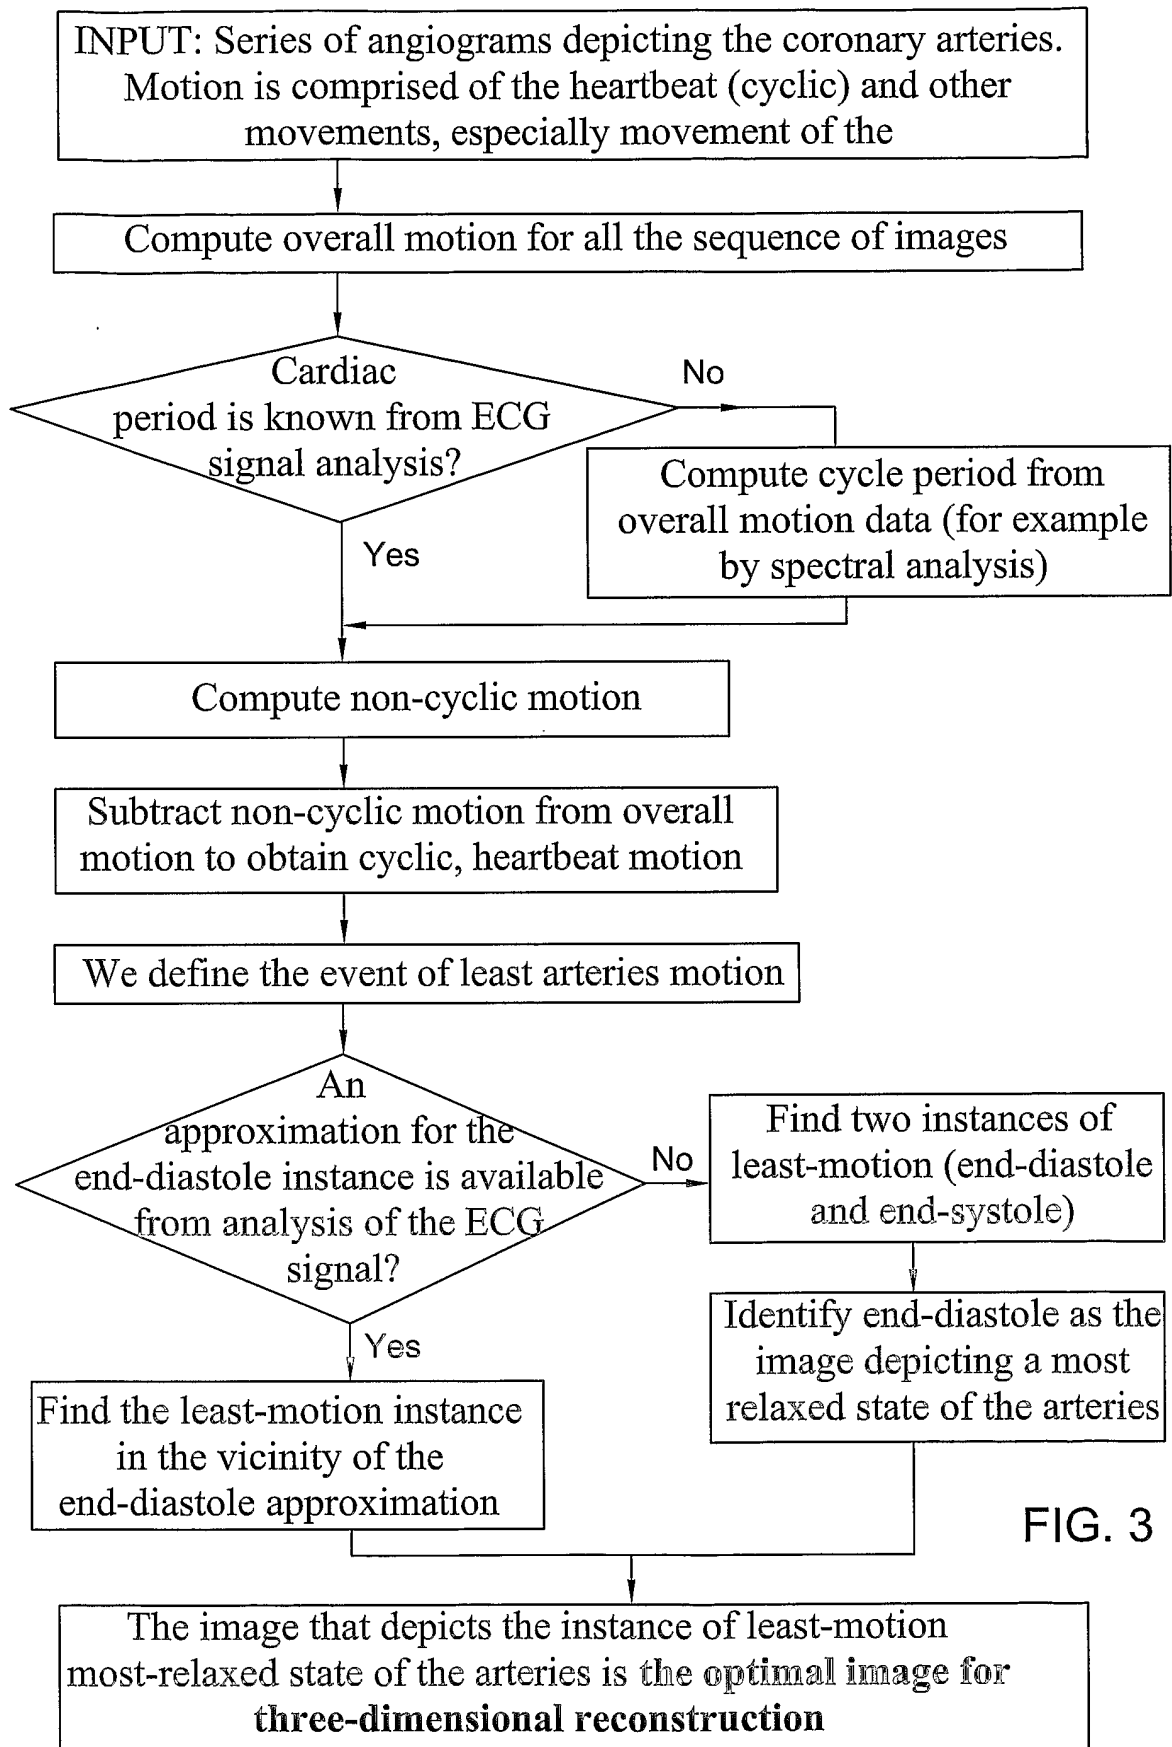 INPUT: Series of angiograms depicting the coronary arteries.
Motion is comprised of the heartbeat (cyclic) and other
movements, especially movement of the
Compute overall motion for all the sequence of images
Cardiac
period is known from ECG
signal analysis?
No
Compute cycle period from
overall motion data (for example
by spectral analysis)
Yes
Compute non-cyclic motion
Subtract non-cyclic motion from overall
motion to obtain cyclic, heartbeat motion
We define the event of least arteries motion
An
approximation for the
end-diastole instance is available
from analysis of the ECG
signal?
No
Find two instances of
least-motion (end-diastole
and end-systole)
Identify end-diastole as the
image depicting a most
relaxed state of the arteries
Yes
Find the least-motion instance
in the vicinity of the
end-diastole approximation
FIG. 3
The image that depicts the instance of least-motion
most-relaxed state of the arteries is the optimal image for
three-dimensional reconstruction